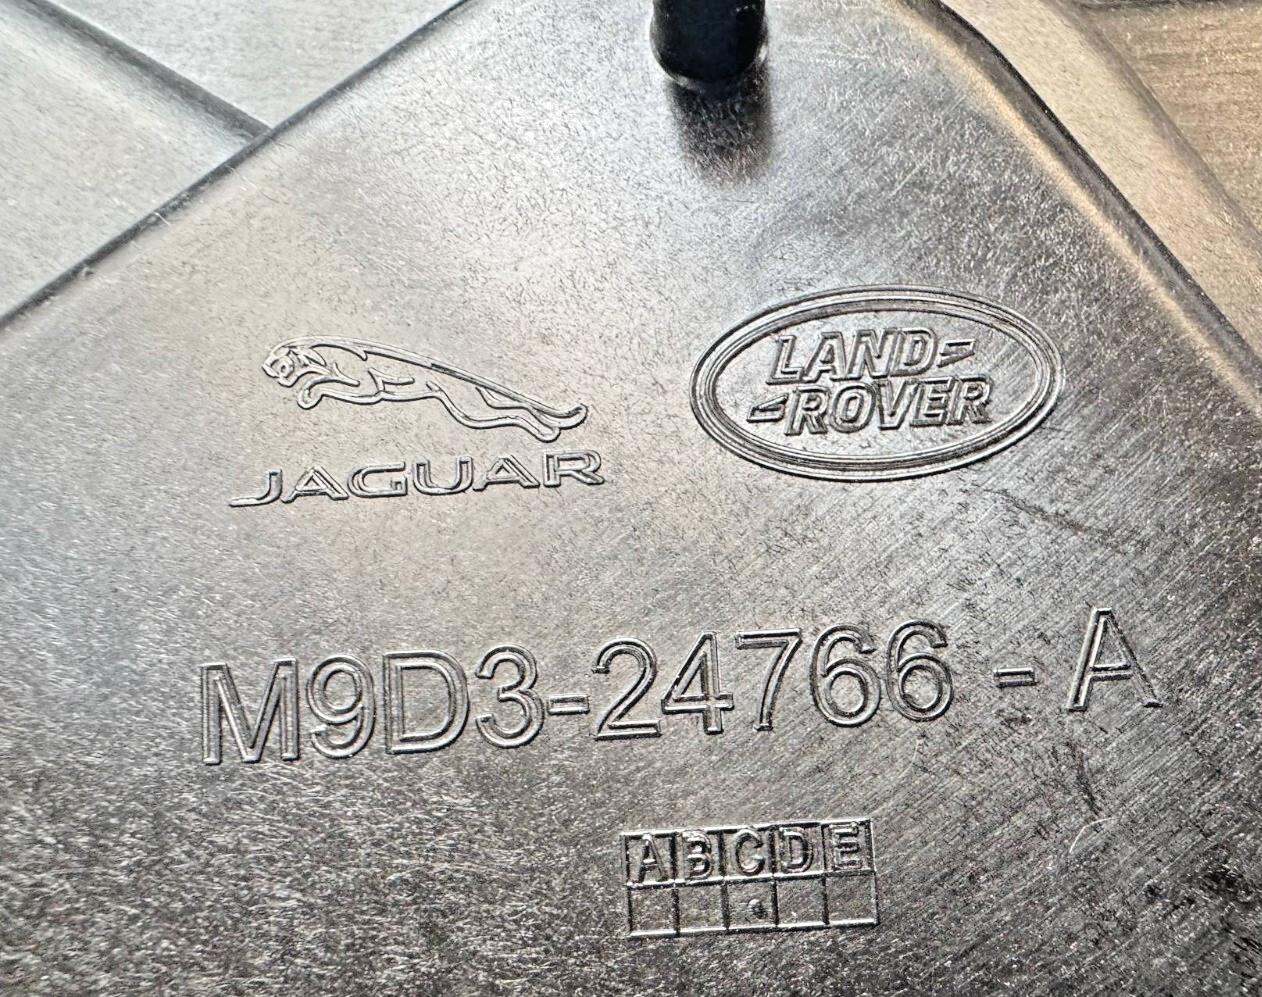 JAGUAR
LAND
ROVER
M9D3-24766-A
ABCDE